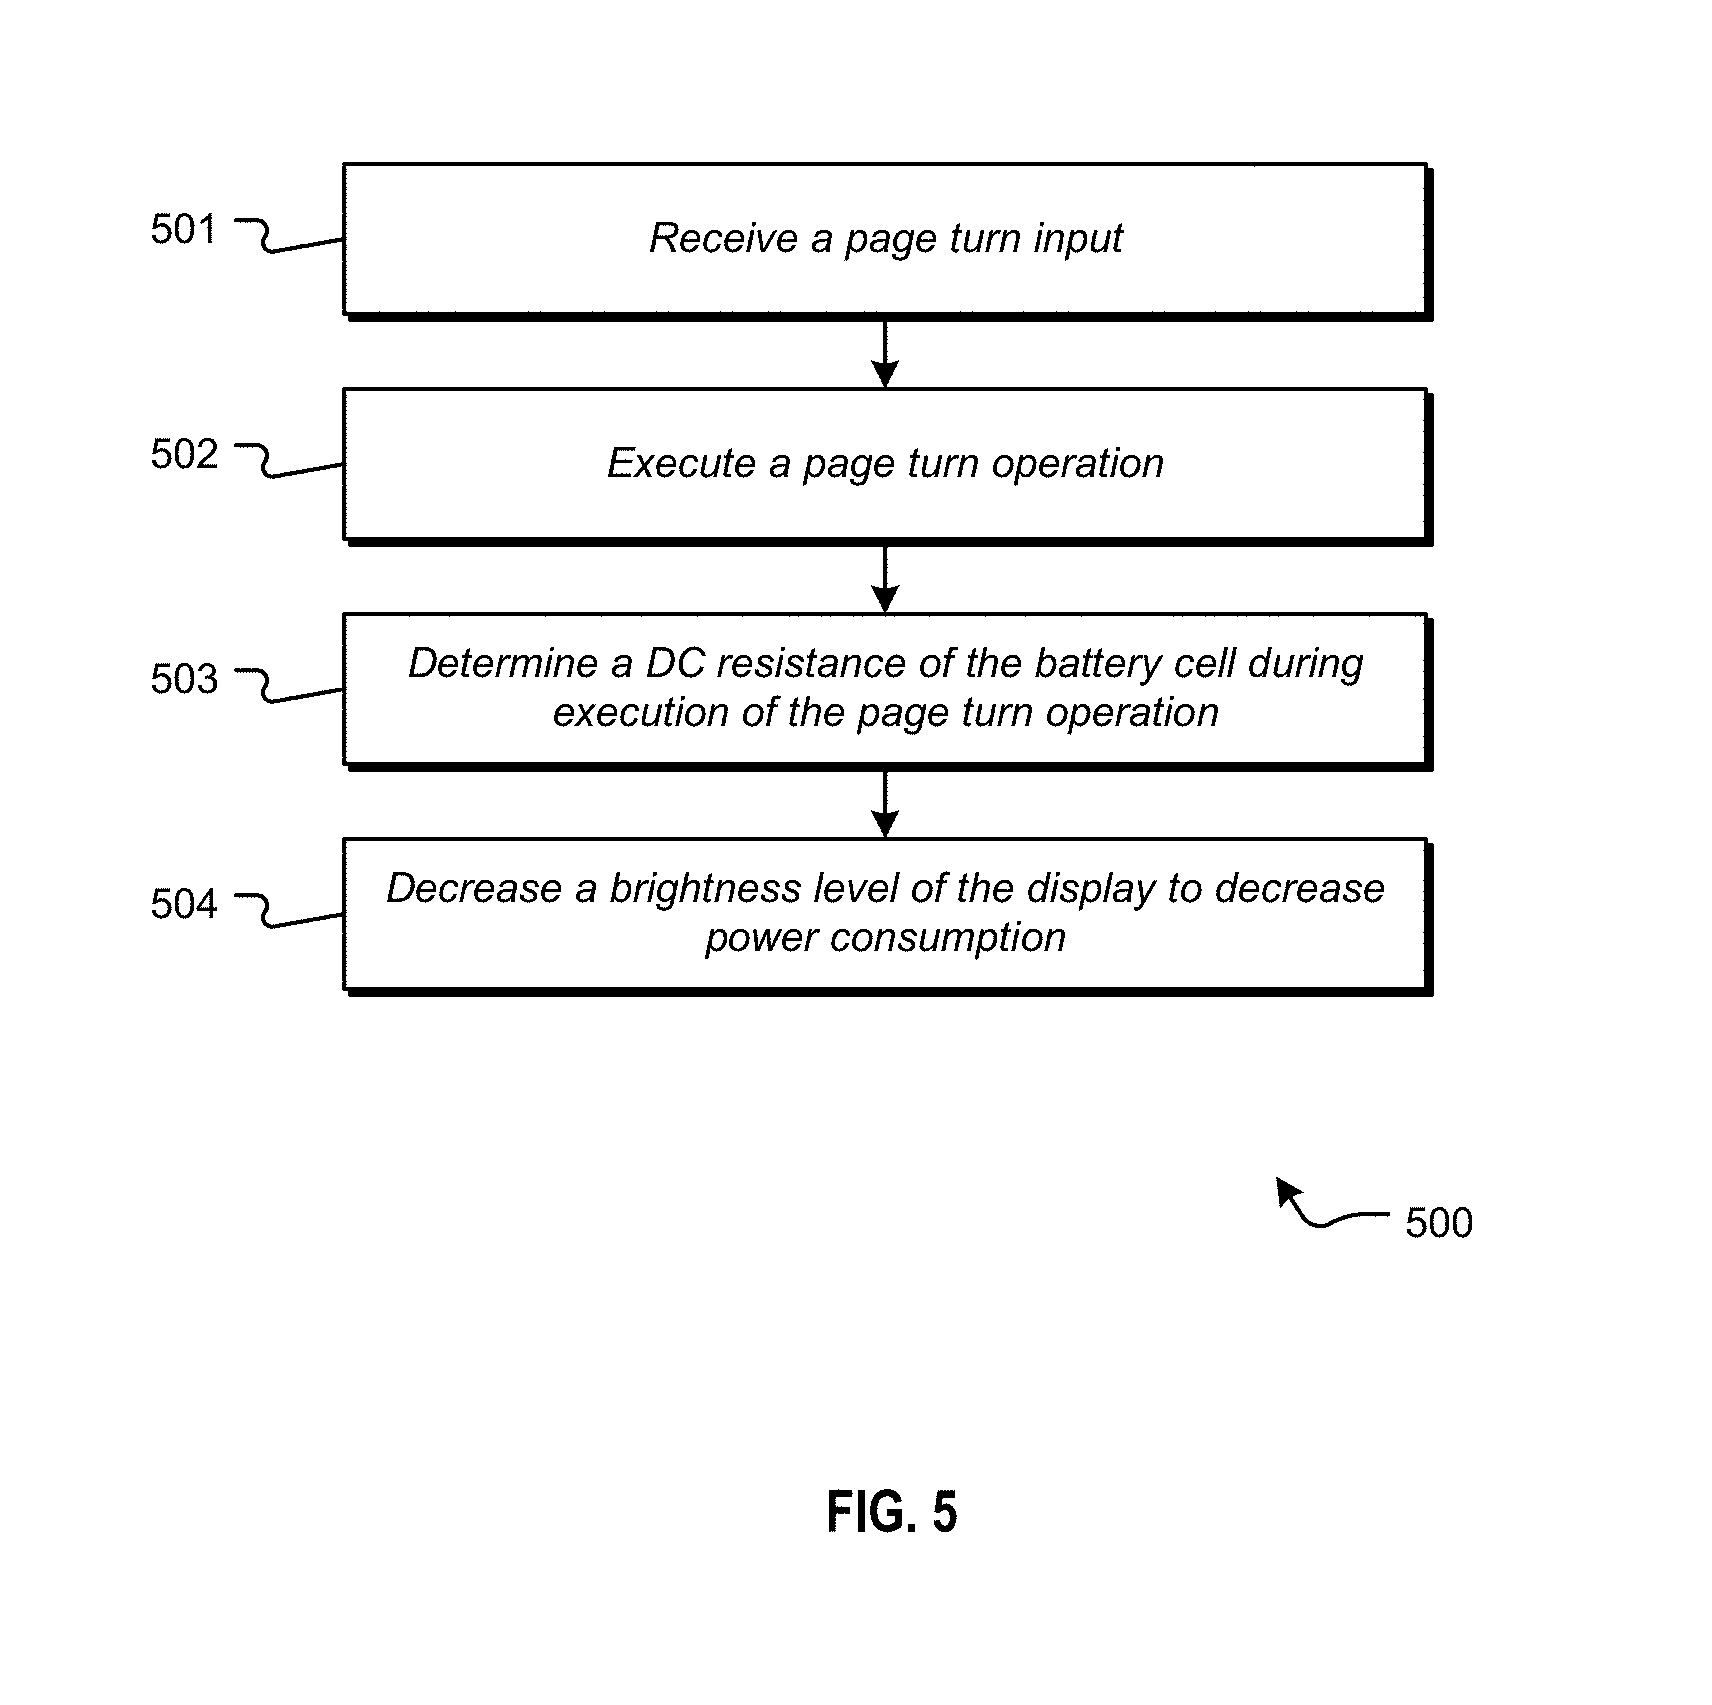 501
Receive a page turn input
502
Execute a page turn operation
503
Determine a DC resistance of the battery cell during
execution of the page turn operation
504
Decrease a brightness level of the display to decrease
power consumption
500
FIG. 5